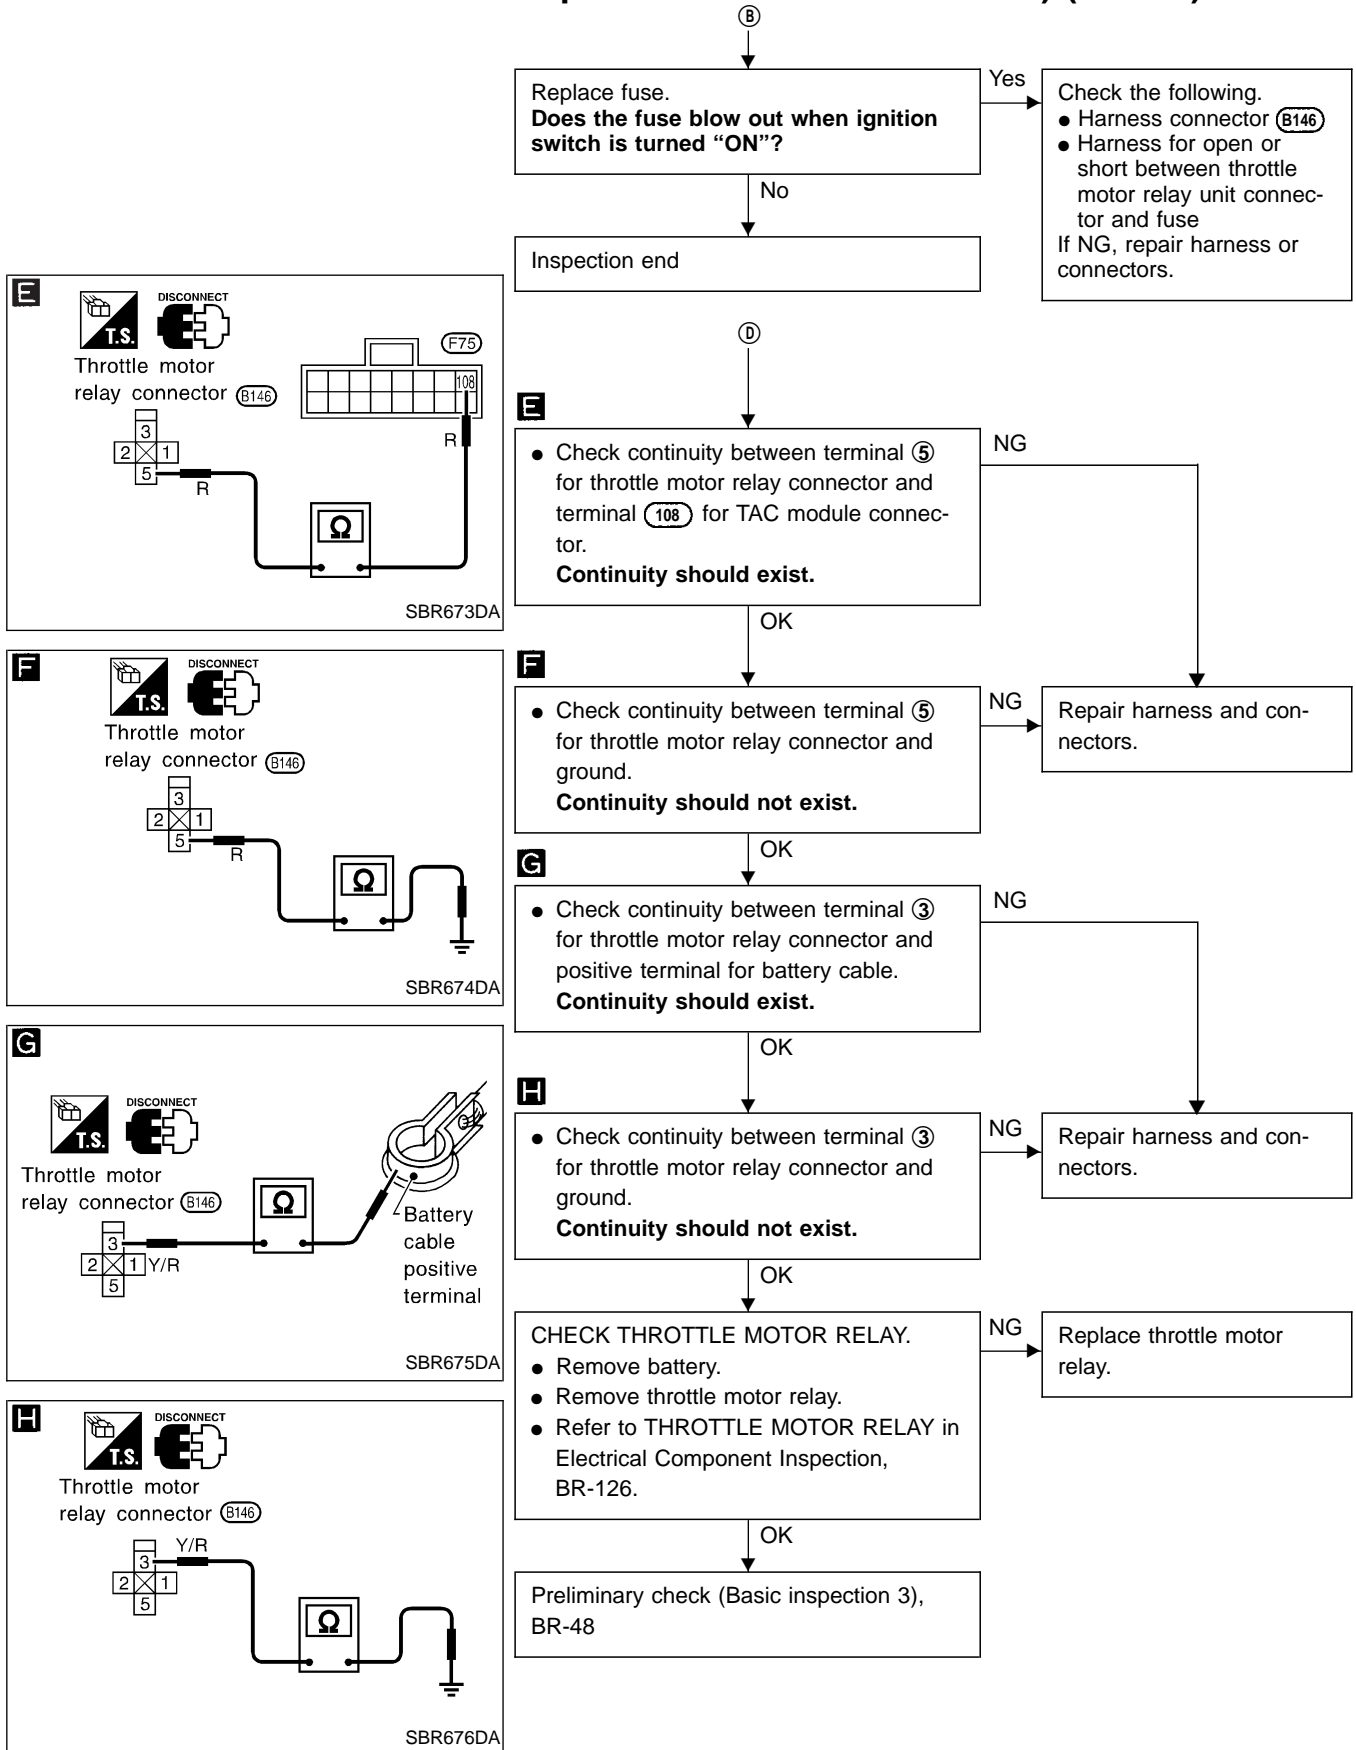 B
Replace fuse.
Does the fuse blow out when ignition
switch is turned “ON”?
Yes
Check the following.
● Harness connector B146
● Harness for open or
short between throttle
motor relay unit connec-
tor and fuse
If NG, repair harness or
connectors.
No
Inspection end
D
E
● Check continuity between terminal 5
for throttle motor relay connector and
terminal 108 for TAC module connec-
tor.
Continuity should exist.
NG
OK
F
● Check continuity between terminal 5
for throttle motor relay connector and
ground.
Continuity should not exist.
NG
Repair harness and con-
nectors.
OK
G
● Check continuity between terminal 3
for throttle motor relay connector and
positive terminal for battery cable.
Continuity should exist.
NG
OK
H
● Check continuity between terminal 3
for throttle motor relay connector and
ground.
Continuity should not exist.
NG
Repair harness and con-
nectors.
OK
CHECK THROTTLE MOTOR RELAY.
● Remove battery.
● Remove throttle motor relay.
● Refer to THROTTLE MOTOR RELAY in
Electrical Component Inspection,
BR-126.
NG
Replace throttle motor
relay.
OK
Preliminary check (Basic inspection 3),
BR-48
E
T.S.
DISCONNECT
Throttle motor
relay connector B146
F75
108
3
2 1
5
R
R
Ω
SBR673DA
F
T.S.
DISCONNECT
Throttle motor
relay connector B146
3
2 1
5
R
Ω
SBR674DA
G
T.S.
DISCONNECT
Throttle motor
relay connector B146
3
2 1 Y/R
5
Ω
Battery
cable
positive
terminal
SBR675DA
H
T.S.
DISCONNECT
Throttle motor
relay connector B146
Y/R
3
2 1
5
Ω
SBR676DA